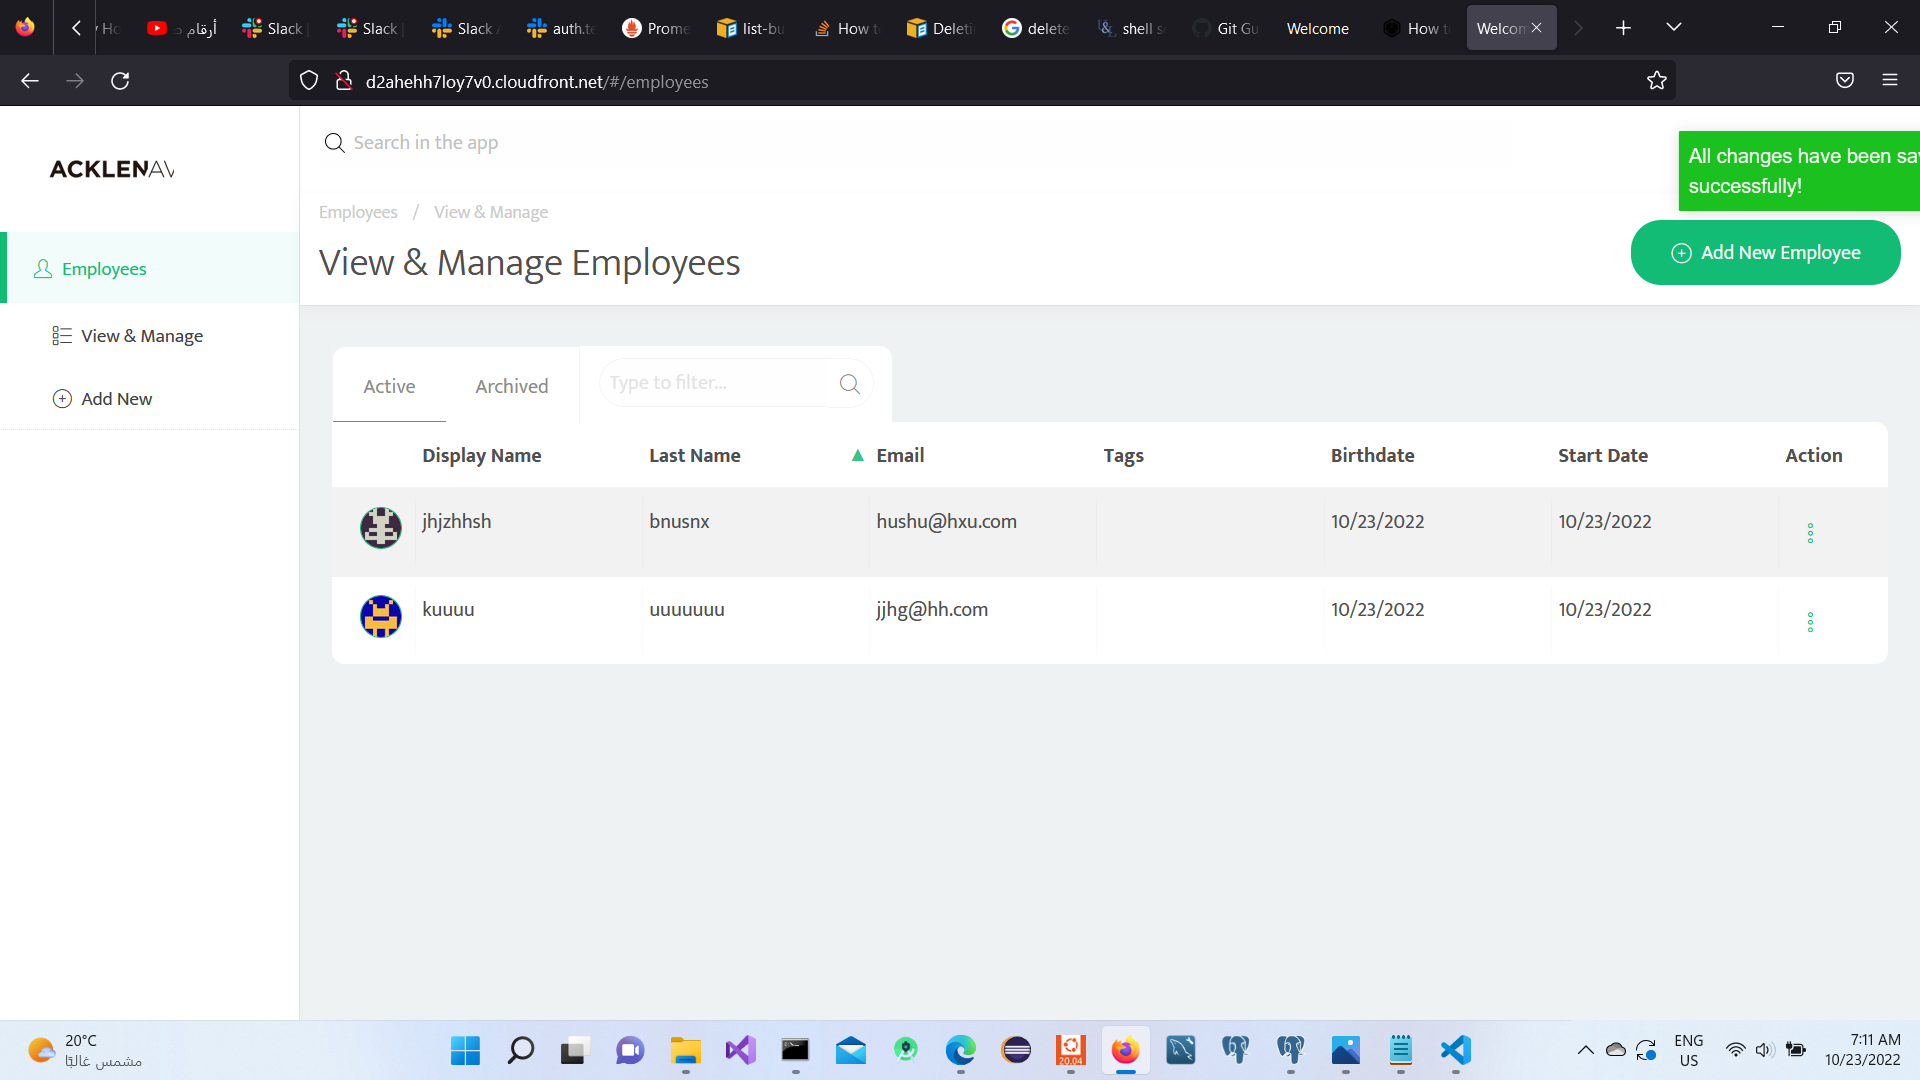 أرقام
Slack
Slack
Slack
auth.te
Prome
list-bu
How t
Deleti
delete
shell s
Git Gu
Welcome
How t
Welcon
d2ahehh7loy7v0.cloudfront.net/#/employees
ACKLENAV
Search in the app
All changes have been sav
successfully!
Employees / View & Manage
View & Manage Employees
Add New Employee
Employees
View & Manage
Add New
Active Archived Type to filter...
Display Name Last Name ▲ Email Tags Birthdate Start Date Action
jhjzhhsh bnusnx hushu@hxu.com 10/23/2022 10/23/2022
kuuuu uuuuuuu jjhg@hh.com 10/23/2022 10/23/2022
20°C
مشمس غالبًا
20.04
ENG
US
7:11 AM
10/23/2022